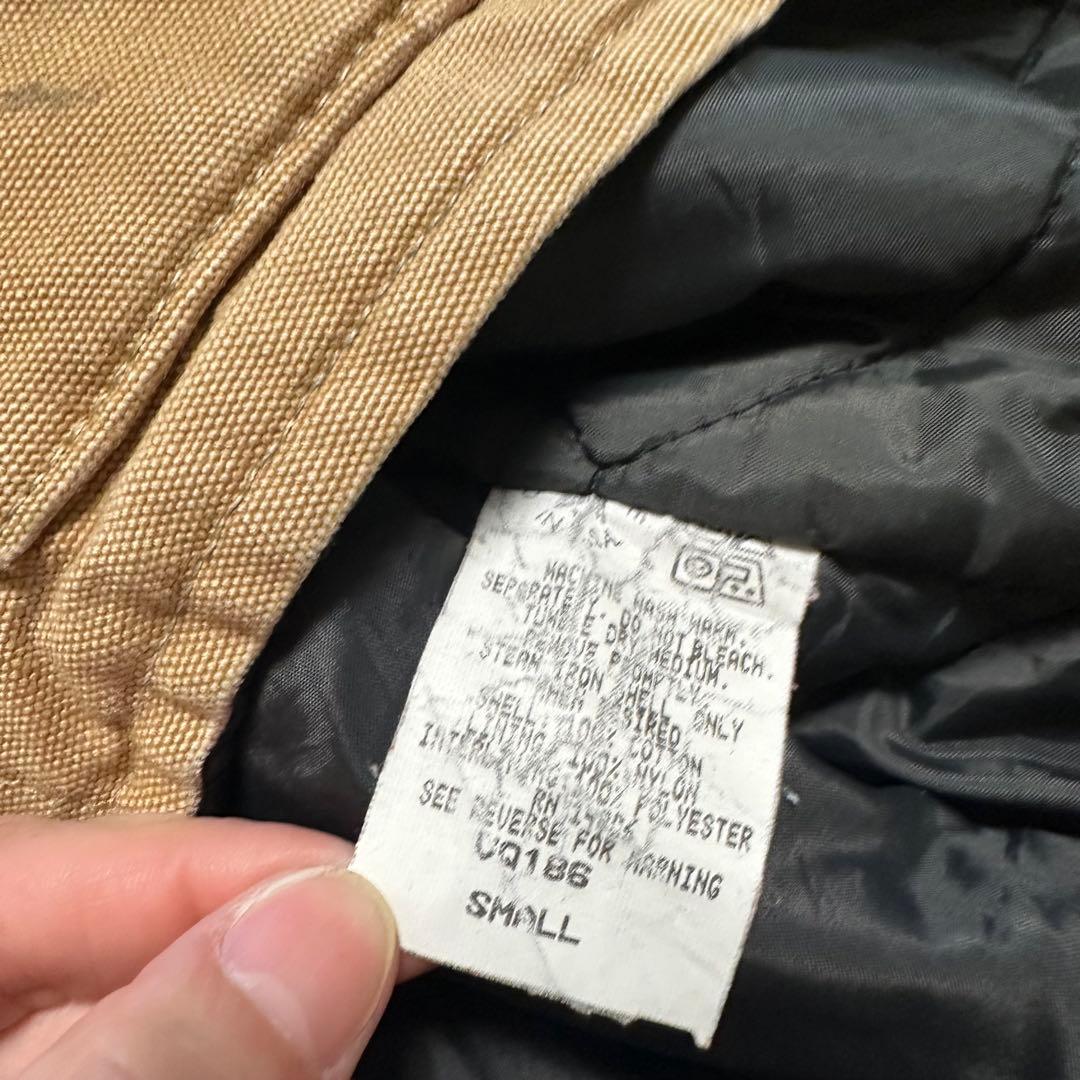 MACHINE WASH WARM.
SEPERATELY. DO NOT BLEACH.
TUMBLE DRY MEDIUM.
REMOVE PROMPTLY
STEAM IRON SHELL ONLY
WHEN DESIRED
SHELL 100% COTTON
LINING 100% NYLON
INTERLINING 100% POLYESTER
RN
SEE REVERSE FOR WARNING
VQ186
SMALL